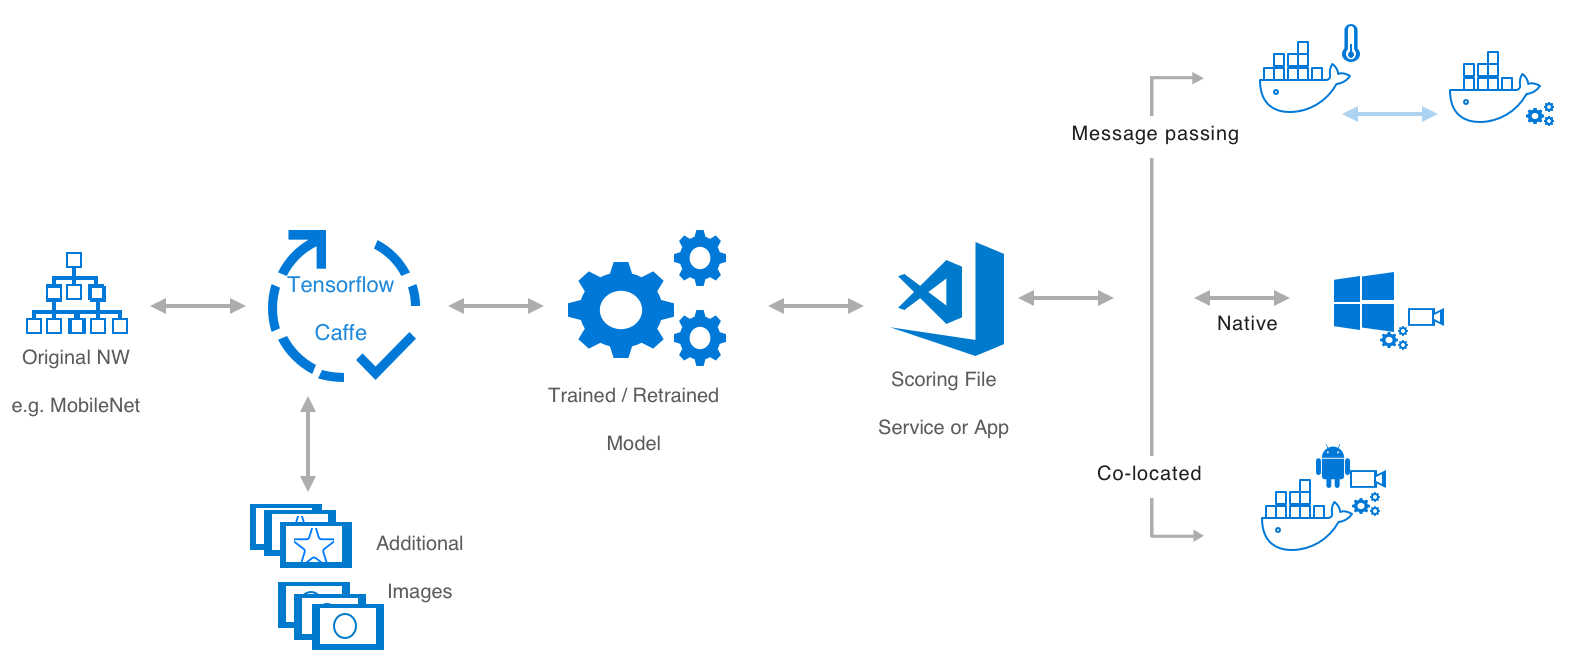 Original NW
e.g. MobileNet
Tensorflow
Caffe
Additional
Images
Trained / Retrained
Model
Scoring File
Service or App
Message passing
Native
Co-located